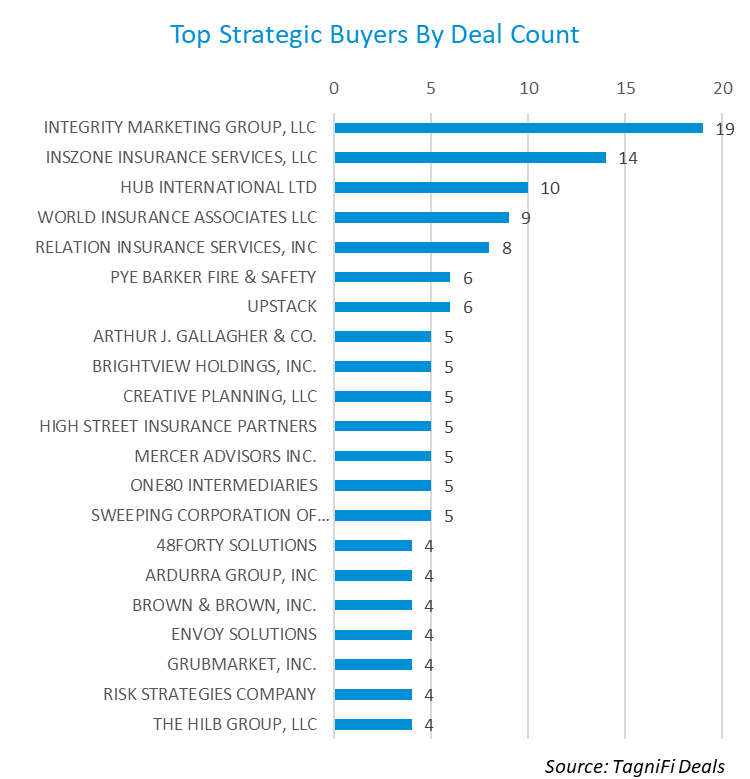 Top Strategic Buyers By Deal Count
0 5 10 15 20
INTEGRITY MARKETING GROUP, LLC 19
INSZONE INSURANCE SERVICES, LLC 14
HUB INTERNATIONAL LTD 10
WORLD INSURANCE ASSOCIATES LLC 9
RELATION INSURANCE SERVICES, INC 8
PYE BARKER FIRE & SAFETY 6
UPSTACK 6
ARTHUR J. GALLAGHER & CO. 5
BRIGHTVIEW HOLDINGS, INC. 5
CREATIVE PLANNING, LLC 5
HIGH STREET INSURANCE PARTNERS 5
MERCER ADVISORS INC. 5
ONE80 INTERMEDIARIES 5
SWEEPING CORPORATION OF… 5
48FORTY SOLUTIONS 4
ARDURRA GROUP, INC 4
BROWN & BROWN, INC. 4
ENVOY SOLUTIONS 4
GRUBMARKET, INC. 4
RISK STRATEGIES COMPANY 4
THE HILB GROUP, LLC 4
Source: TagniFi Deals